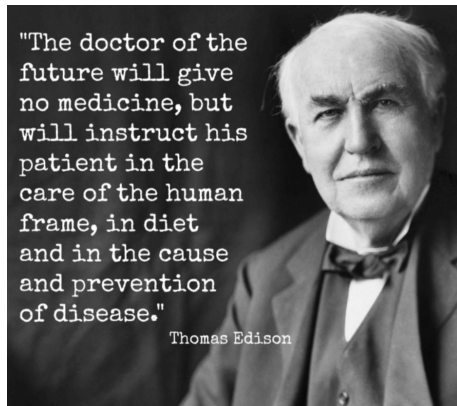 "The doctor of the
future will give
no medicine, but
will instruct his
patient in the
care of the human
frame, in diet
and in the cause
and prevention
of disease."
Thomas Edison